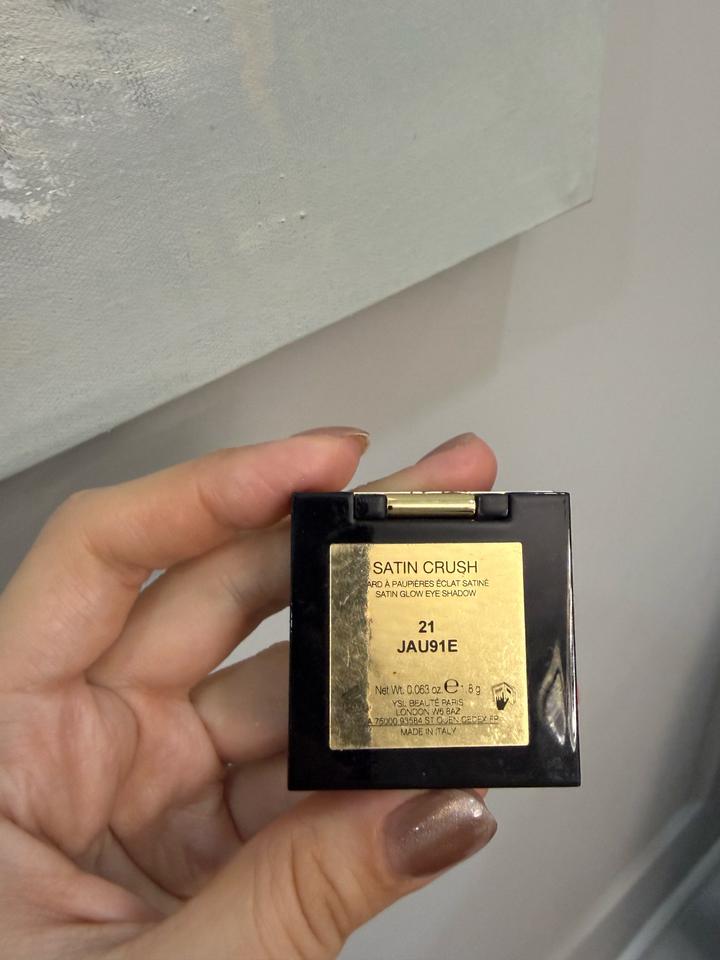 SATIN CRUSH
ARD À PAUPIÈRES ÉCLAT SATINÉ
SATIN GLOW EYE SHADOW
21
JAU91E
Net Wt. 0.063 oz. ℮ 1.8 g
YSL BEAUTÉ PARIS
LONDON W6 8AZ
A 75000 93584 ST OUEN CEDEX FR
MADE IN ITALY